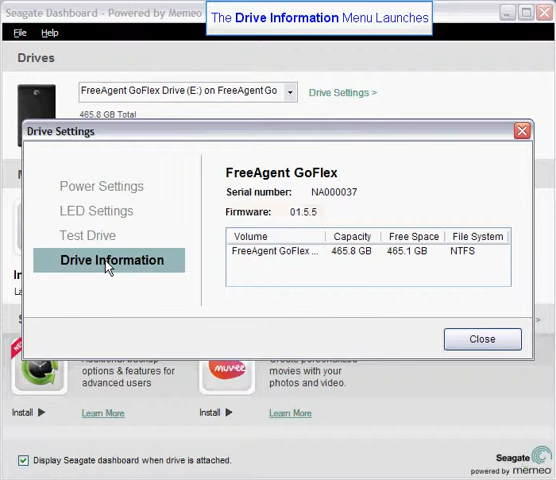 Seagate Dashboard - Powered by Memeo
The Drive Information Menu Launches
File Help
Drives
FreeAgent GoFlex Drive (E:) on FreeAgent Go
Drive Settings >
465.8 GB Total
Drive Settings
Power Settings
LED Settings
Test Drive
Drive Information
FreeAgent GoFlex
Serial number: NA000037
Firmware: 01.5.5
Volume Capacity Free Space File System
FreeAgent GoFlex ... 465.8 GB 465.1 GB NTFS
Close
options & features for
advanced users
Install
Learn More
muvee
Create personalized
movies with your
photos and video.
Install
Learn More
Display Seagate dashboard when drive is attached.
Seagate
powered by memeo